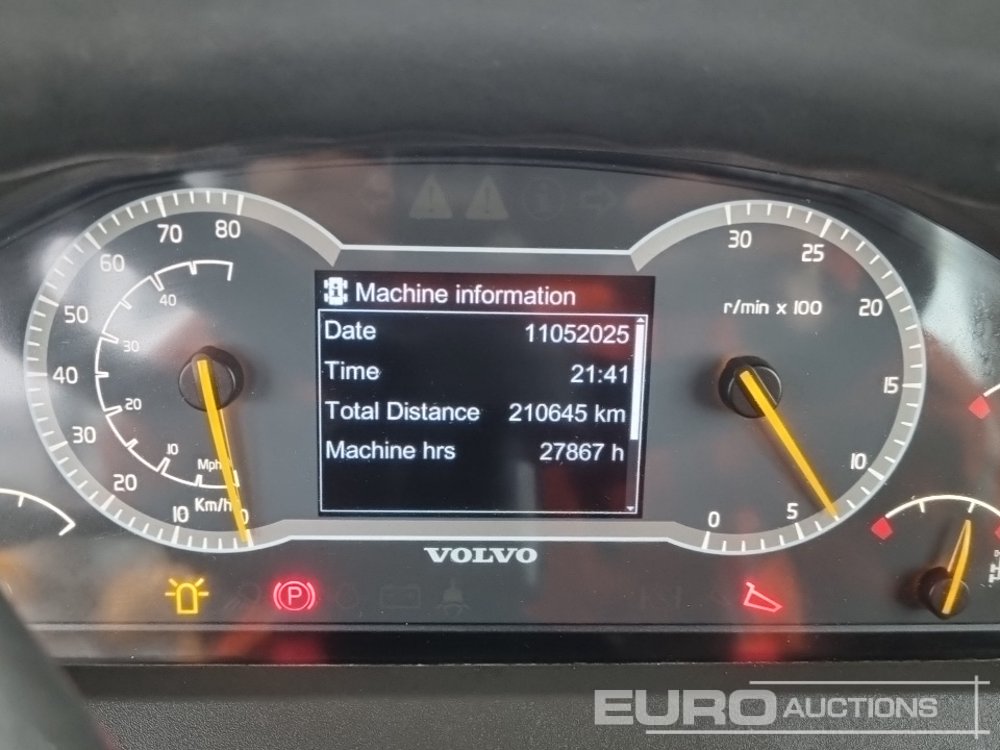 Machine information
Date 11052025
Time 21:41
Total Distance 210645 km
Machine hrs 27867 h
80
70
60
50
40
30
20
10
0
40
30
20
10
Mph
Km/h
30
25
20
15
10
5
0
r/min x 100
VOLVO
P
EURO AUCTIONS